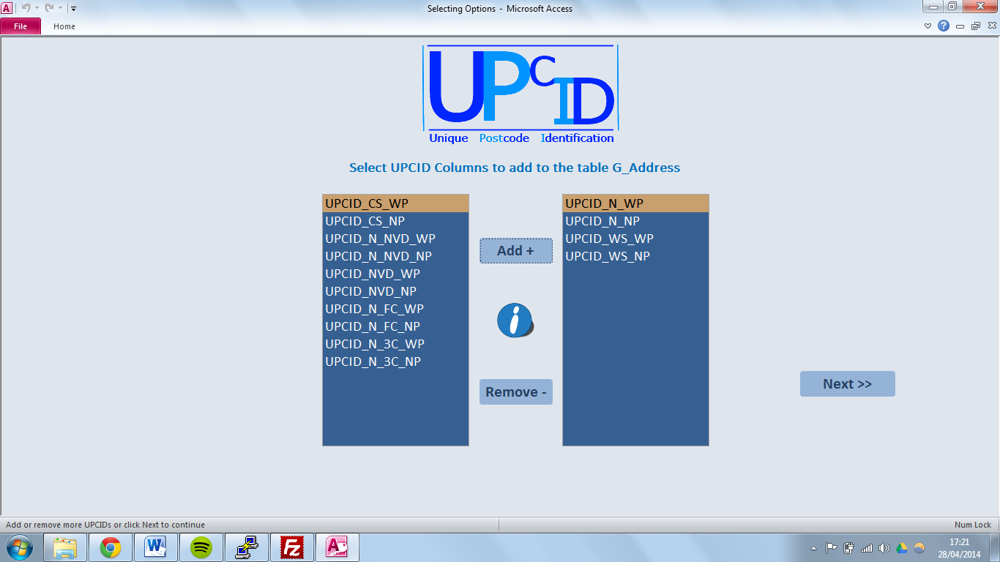 Selecting Options - Microsoft Access
File Home
UPCID
Unique Postcode Identification
Select UPCID Columns to add to the table G_Address
UPCID_CS_WP
UPCID_CS_NP
UPCID_N_NVD_WP
UPCID_N_NVD_NP
UPCID_NVD_WP
UPCID_NVD_NP
UPCID_N_FC_WP
UPCID_N_FC_NP
UPCID_N_3C_WP
UPCID_N_3C_NP
Add +
i
Remove -
UPCID_N_WP
UPCID_N_NP
UPCID_WS_WP
UPCID_WS_NP
Next >>
Add or remove more UPCIDs or click Next to continue
Num Lock
17:21
28/04/2014